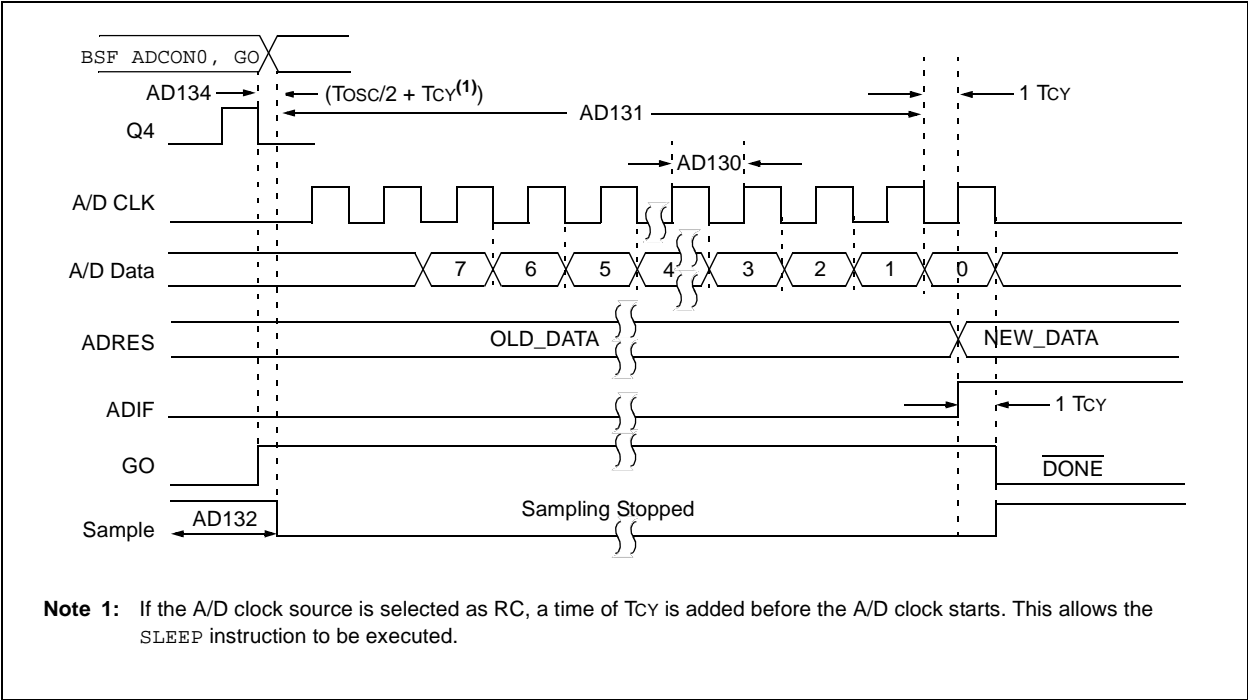 BSF ADCON0, GO
AD134
(TOSC/2 + TCY(1))
1 TCY
AD131
Q4
AD130
A/D CLK
A/D Data
7
6
5
4
3
2
1
0
ADRES
OLD_DATA
NEW_DATA
ADIF
1 TCY
GO
DONE
Sampling Stopped
AD132
Sample
Note 1: If the A/D clock source is selected as RC, a time of TCY is added before the A/D clock starts. This allows the
SLEEP instruction to be executed.